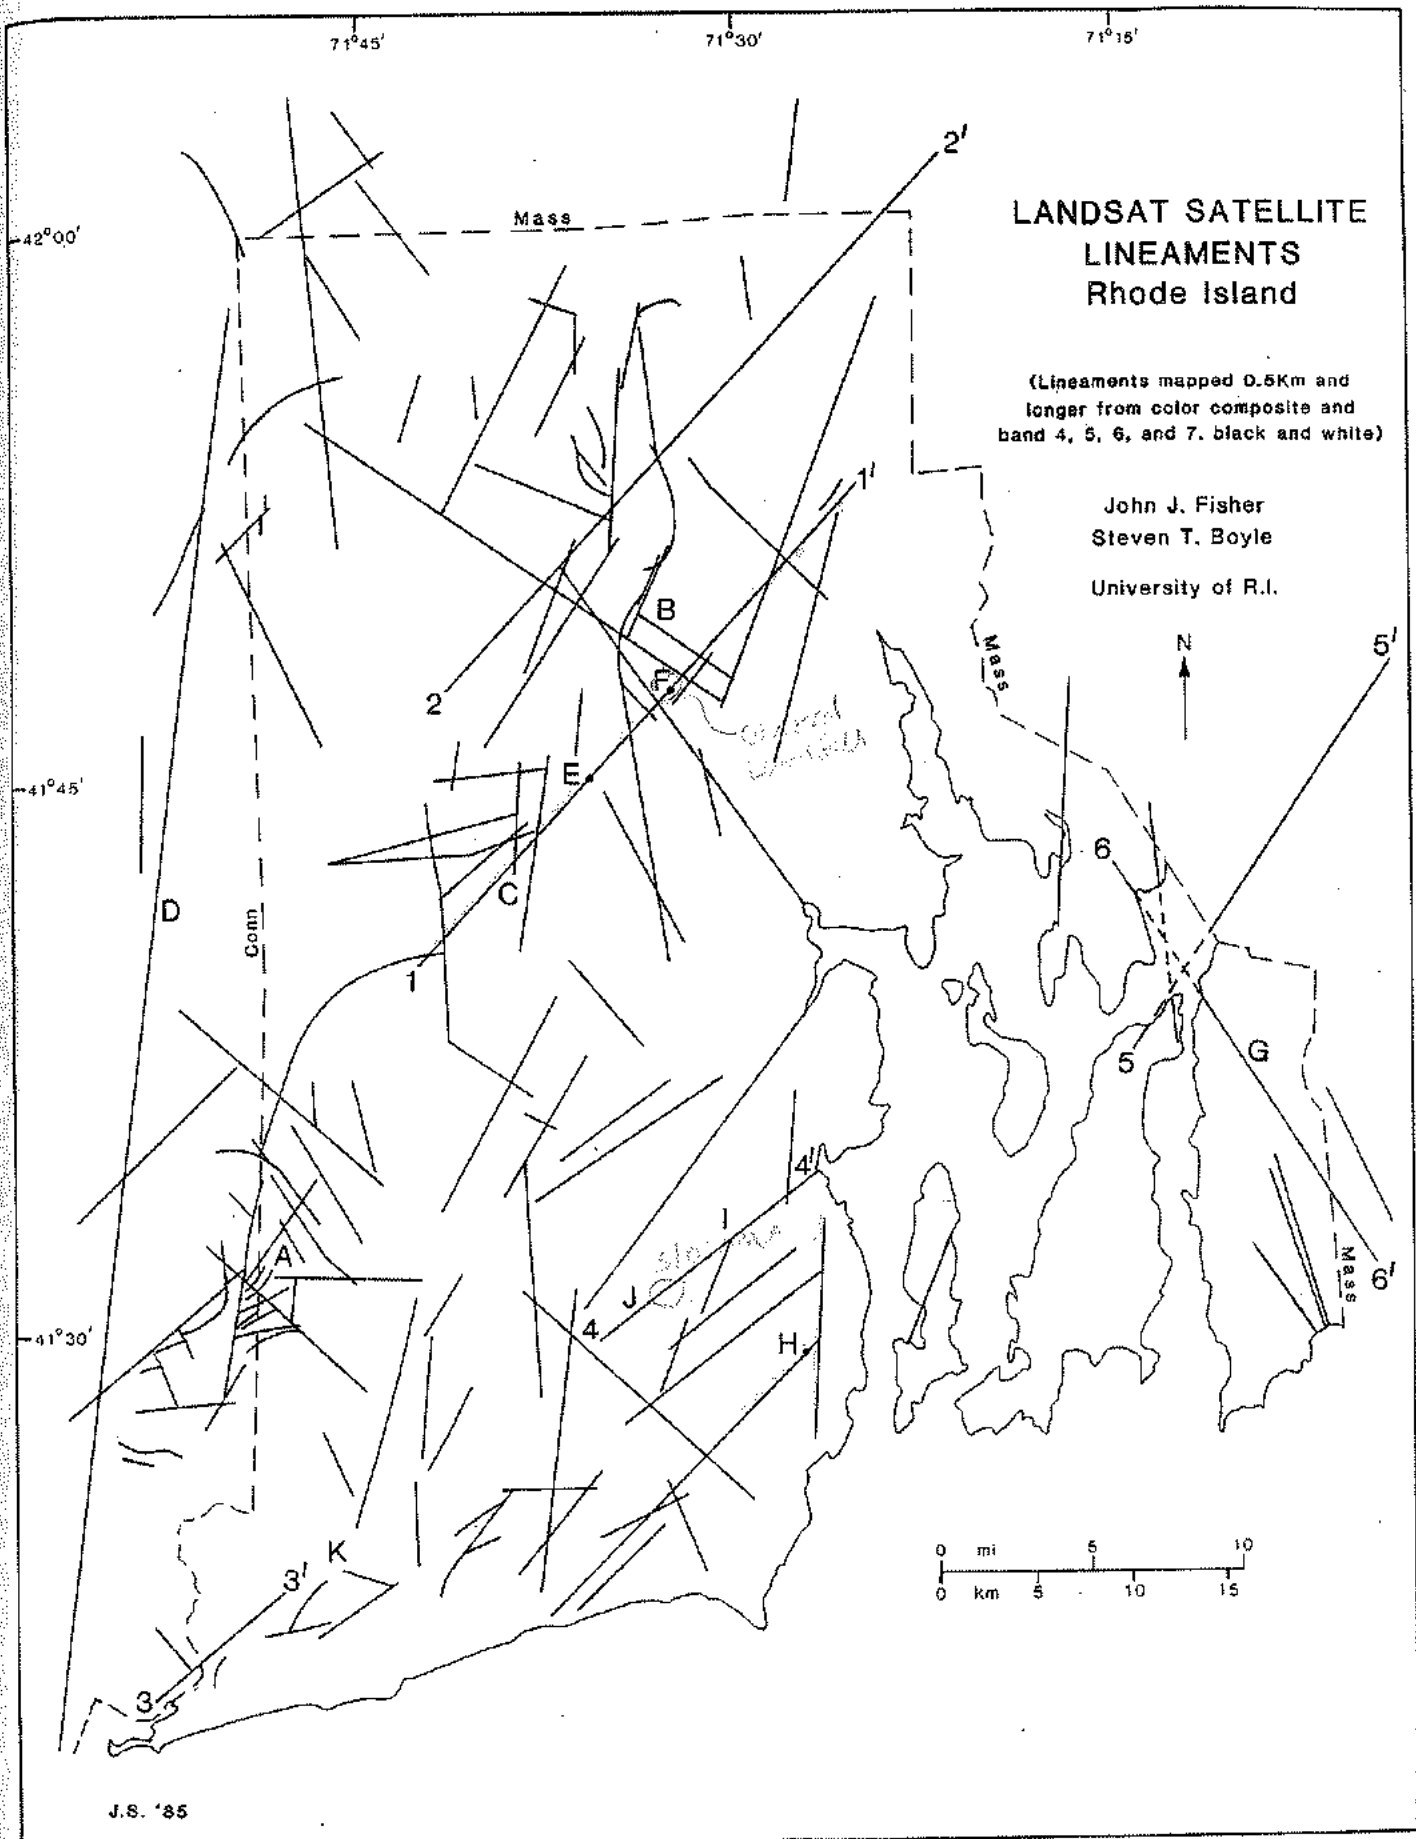 71°45'
71°30'
71°15'
2'
LANDSAT SATELLITE
LINEAMENTS
Rhode Island
Mass
42°00'
(Lineaments mapped 0.5Km and
longer from color composite and
band 4, 5, 6, and 7. black and white)
1'
John J. Fisher
Steven T. Boyle
University of R.I.
B
N
5'
Mass
F
2
E
41°45'
6
C
D
Conn
1
G
5
4'
I
A
Mass
6'
J
4
H
41°30'
K
3'
0 mi 5 10
0 km 5 10 15
3
J.S. '85